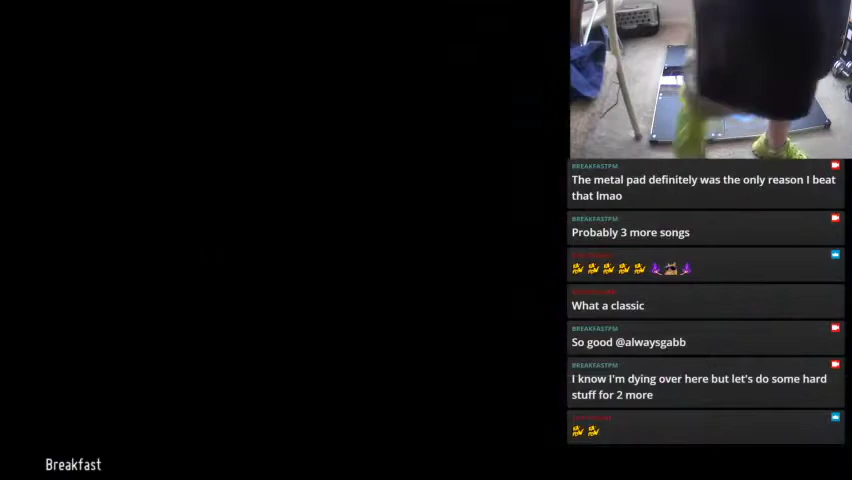 BREAKFASTPM
The metal pad definitely was the only reason I beat
that lmao
BREAKFASTPM
Probably 3 more songs
What a classic
BREAKFASTPM
So good @alwaysgabb
BREAKFASTPM
I know I'm dying over here but let's do some hard
stuff for 2 more
Breakfast